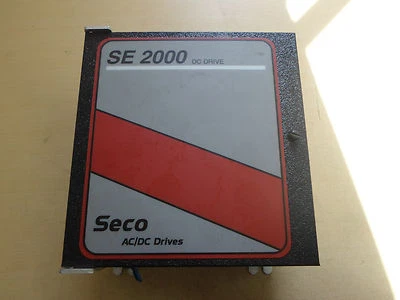 SE 2000 DC DRIVE
Seco
AC/DC Drives